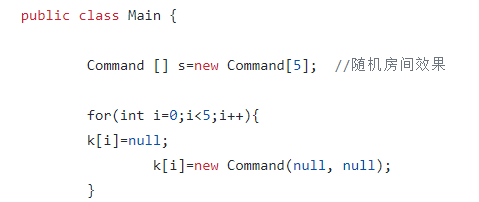 public class Main {
Command [] s=new Command[5];  //随机房间效果
for(int i=0;i<5;i++){
k[i]=null;
k[i]=new Command(null, null);
}